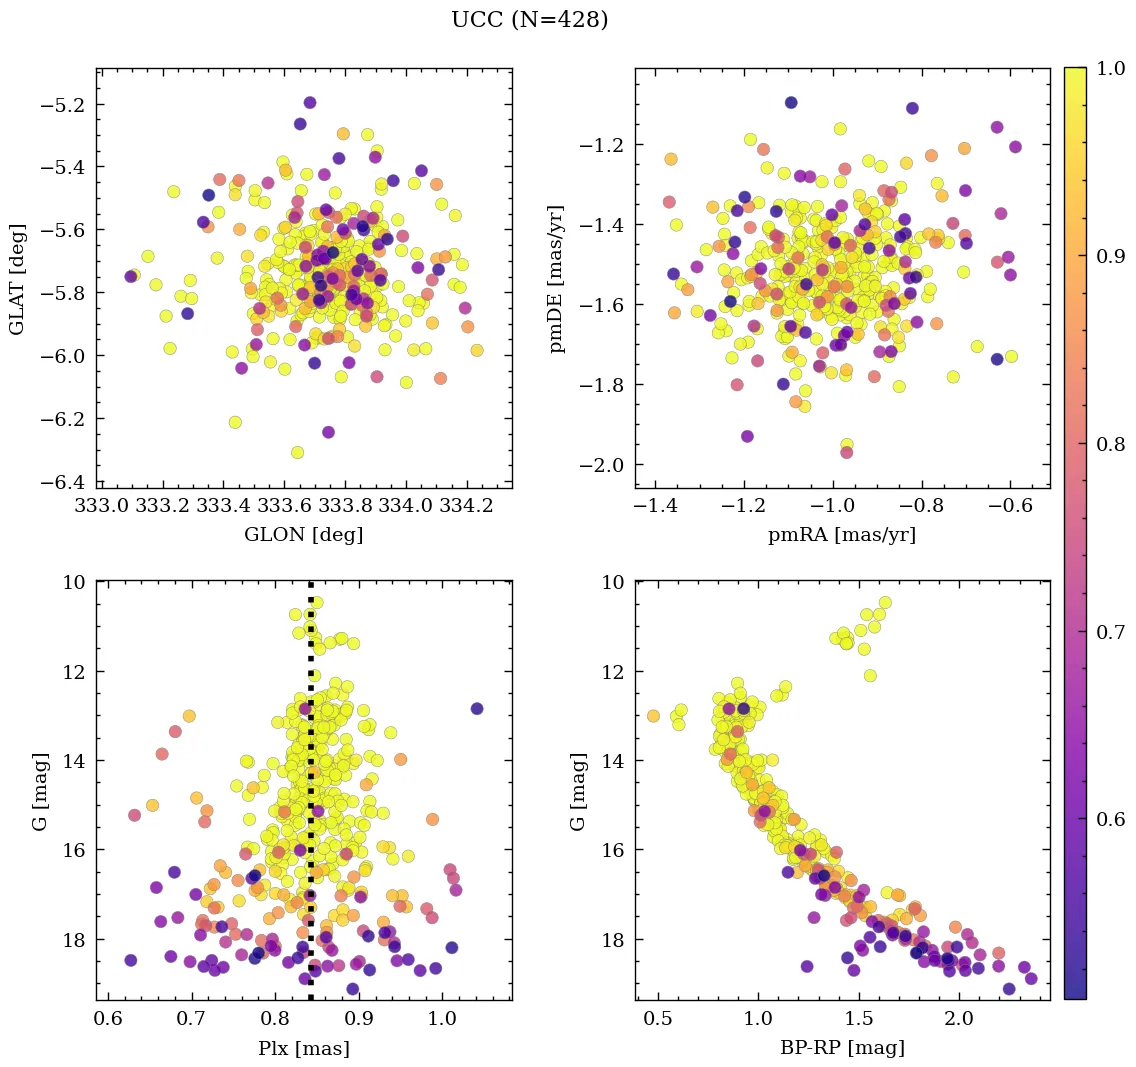 UCC (N=428)
−5.2
−5.4
−5.6
−5.8
−6.0
−6.2
−6.4
GLAT [deg]
333.0 333.2 333.4 333.6 333.8 334.0 334.2
GLON [deg]
−1.2
−1.4
−1.6
−1.8
−2.0
pmDE [mas/yr]
−1.4 −1.2 −1.0 −0.8 −0.6
pmRA [mas/yr]
1.0
0.9
0.8
0.7
0.6
10
12
14
16
18
G [mag]
0.6 0.7 0.8 0.9 1.0
Plx [mas]
10
12
14
16
18
G [mag]
0.5 1.0 1.5 2.0
BP-RP [mag]